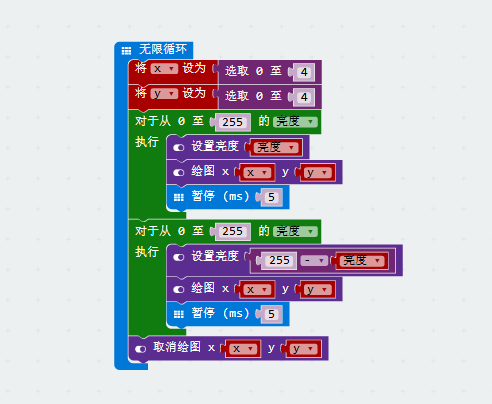 无限循环
将 x 设为 选取 0 至 4
将 y 设为 选取 0 至 4
对于从 0 至 255 的 亮度
执行 设置亮度 亮度
绘图 x x y y
暂停 (ms) 5
对于从 0 至 255 的 亮度
执行 设置亮度 255 - 亮度
绘图 x x y y
暂停 (ms) 5
取消绘图 x x y y